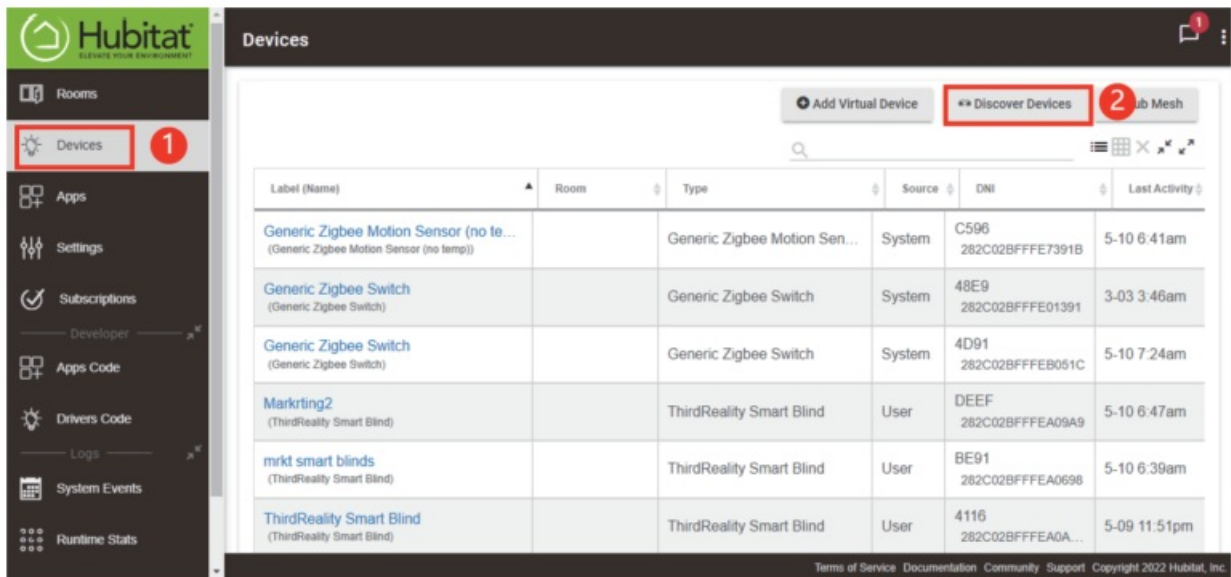 Hubitat
ELEVATE YOUR ENVIRONMENT
Devices
1
Rooms
Devices
1
Apps
Settings
Subscriptions
Developer
Apps Code
Drivers Code
Logs
System Events
Runtime Stats
Add Virtual Device
Discover Devices
2
ub Mesh
Label (Name) Room Type Source DNI Last Activity
Generic Zigbee Motion Sensor (no te... Generic Zigbee Motion Sen... System C596 5-10 6:41am
(Generic Zigbee Motion Sensor (no temp)) 282C02BFFFE7391B
Generic Zigbee Switch Generic Zigbee Switch System 48E9 3-03 3:46am
(Generic Zigbee Switch) 282C02BFFFE01391
Generic Zigbee Switch Generic Zigbee Switch System 4D91 5-10 7:24am
(Generic Zigbee Switch) 282C02BFFFEB051C
Markrting2 ThirdReality Smart Blind User DEEF 5-10 6:47am
(ThirdReality Smart Blind) 282C02BFFFEA09A9
mrkt smart blinds ThirdReality Smart Blind User BE91 5-10 6:39am
(ThirdReality Smart Blind) 282C02BFFFEA0698
ThirdReality Smart Blind ThirdReality Smart Blind User 4116 5-09 11:51pm
(ThirdReality Smart Blind) 282C02BFFFEA0A...
Terms of Service Documentation Community Support Copyright 2022 Hubitat, Inc.